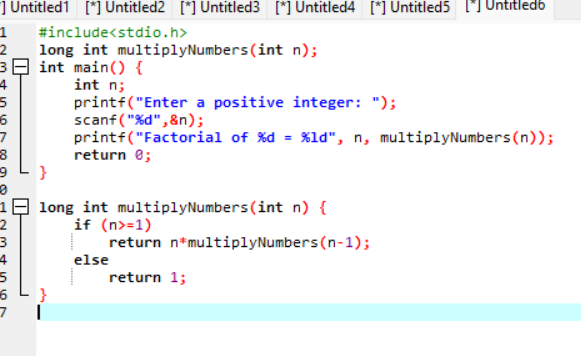 ] Untitled1 [*] Untitled2 [*] Untitled3 [*] Untitled4 [*] Untitled5 [*] Untitled6
1 #include<stdio.h>
2 long int multiplyNumbers(int n);
3 int main() {
4 int n;
5 printf("Enter a positive integer: ");
6 scanf("%d",&n);
7 printf("Factorial of %d = %ld", n, multiplyNumbers(n));
8 return 0;
9 }
0
1 long int multiplyNumbers(int n) {
2 if (n>=1)
3 return n*multiplyNumbers(n-1);
4 else
5 return 1;
6 }
7